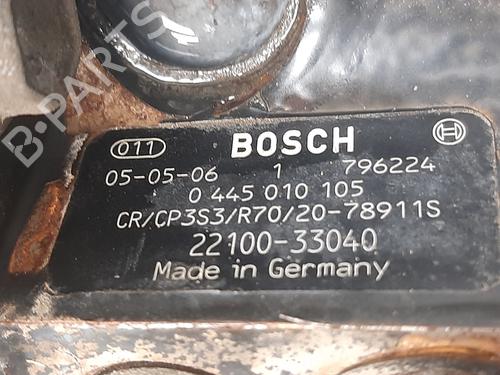 B-PARTS
011 BOSCH
05-05-06 1 796224
0 445 010 105
CR/CP3S3/R70/20-78911S
22100-33040
Made in Germany